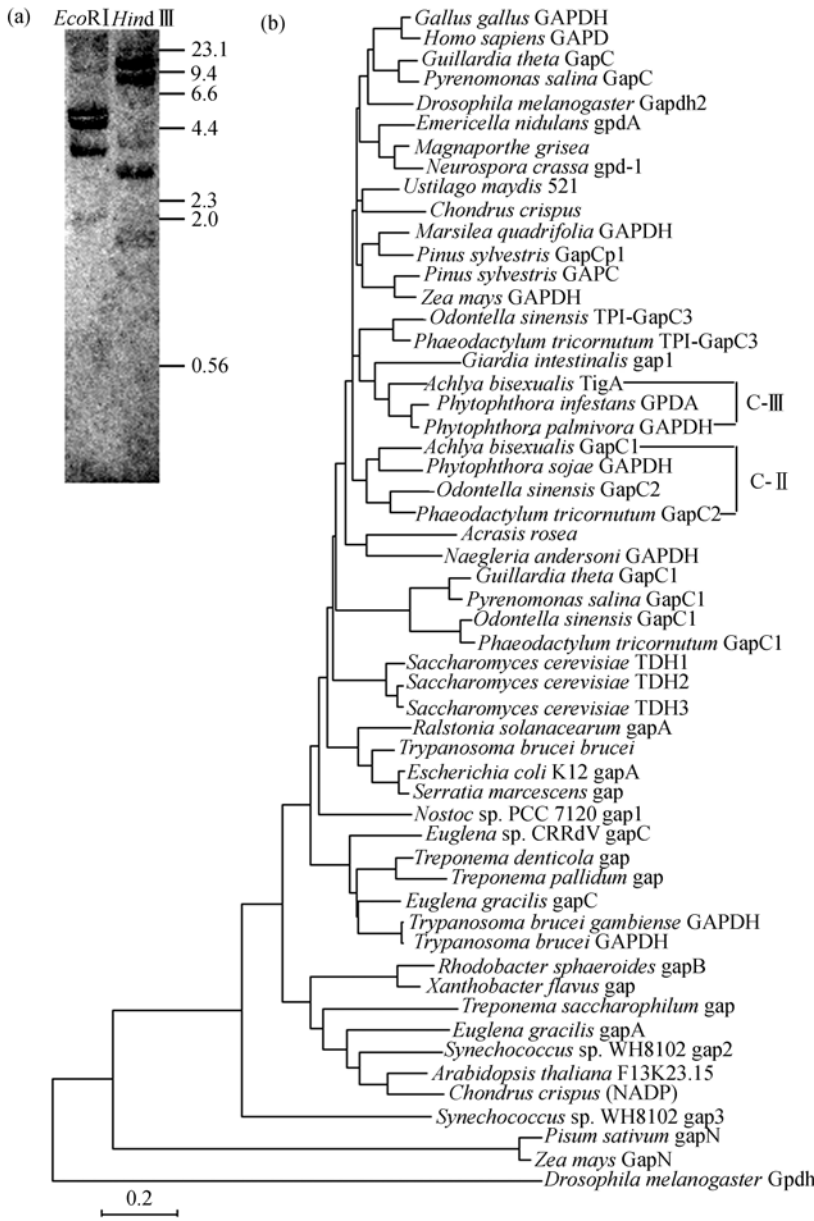 (a)
EcoRⅠ HindⅢ
23.1
9.4
6.6
4.4
2.3
2.0
0.56
(b)
Gallus gallus GAPDH
Homo sapiens GAPD
Guillardia theta GapC
Pyrenomonas salina GapC
Drosophila melanogaster Gapdh2
Emericella nidulans gpdA
Magnaporthe grisea
Neurospora crassa gpd-1
Ustilago maydis 521
Chondrus crispus
Marsilea quadrifolia GAPDH
Pinus sylvestris GapCp1
Pinus sylvestris GAPC
Zea mays GAPDH
Odontella sinensis TPI-GapC3
Phaeodactylum tricornutum TPI-GapC3
Giardia intestinalis gap1
Achlya bisexualis TigA
Phytophthora infestans GPDA
Phytophthora palmivora GAPDH
C-Ⅲ
Achlya bisexualis GapC1
Phytophthora sojae GAPDH
Odontella sinensis GapC2
Phaeodactylum tricornutum GapC2
C-Ⅱ
Acrasis rosea
Naegleria andersoni GAPDH
Guillardia theta GapC1
Pyrenomonas salina GapC1
Odontella sinensis GapC1
Phaeodactylum tricornutum GapC1
Saccharomyces cerevisiae TDH1
Saccharomyces cerevisiae TDH2
Saccharomyces cerevisiae TDH3
Ralstonia solanacearum gapA
Trypanosoma brucei brucei
Escherichia coli K12 gapA
Serratia marcescens gap
Nostoc sp. PCC 7120 gap1
Euglena sp. CRRdV gapC
Treponema denticola gap
Treponema pallidum gap
Euglena gracilis gapC
Trypanosoma brucei gambiense GAPDH
Trypanosoma brucei GAPDH
Rhodobacter sphaeroides gapB
Xanthobacter flavus gap
Treponema saccharophilum gap
Euglena gracilis gapA
Synechococcus sp. WH8102 gap2
Arabidopsis thaliana F13K23.15
Chondrus crispus (NADP)
Synechococcus sp. WH8102 gap3
Pisum sativum gapN
Zea mays GapN
Drosophila melanogaster Gpdh
0.2